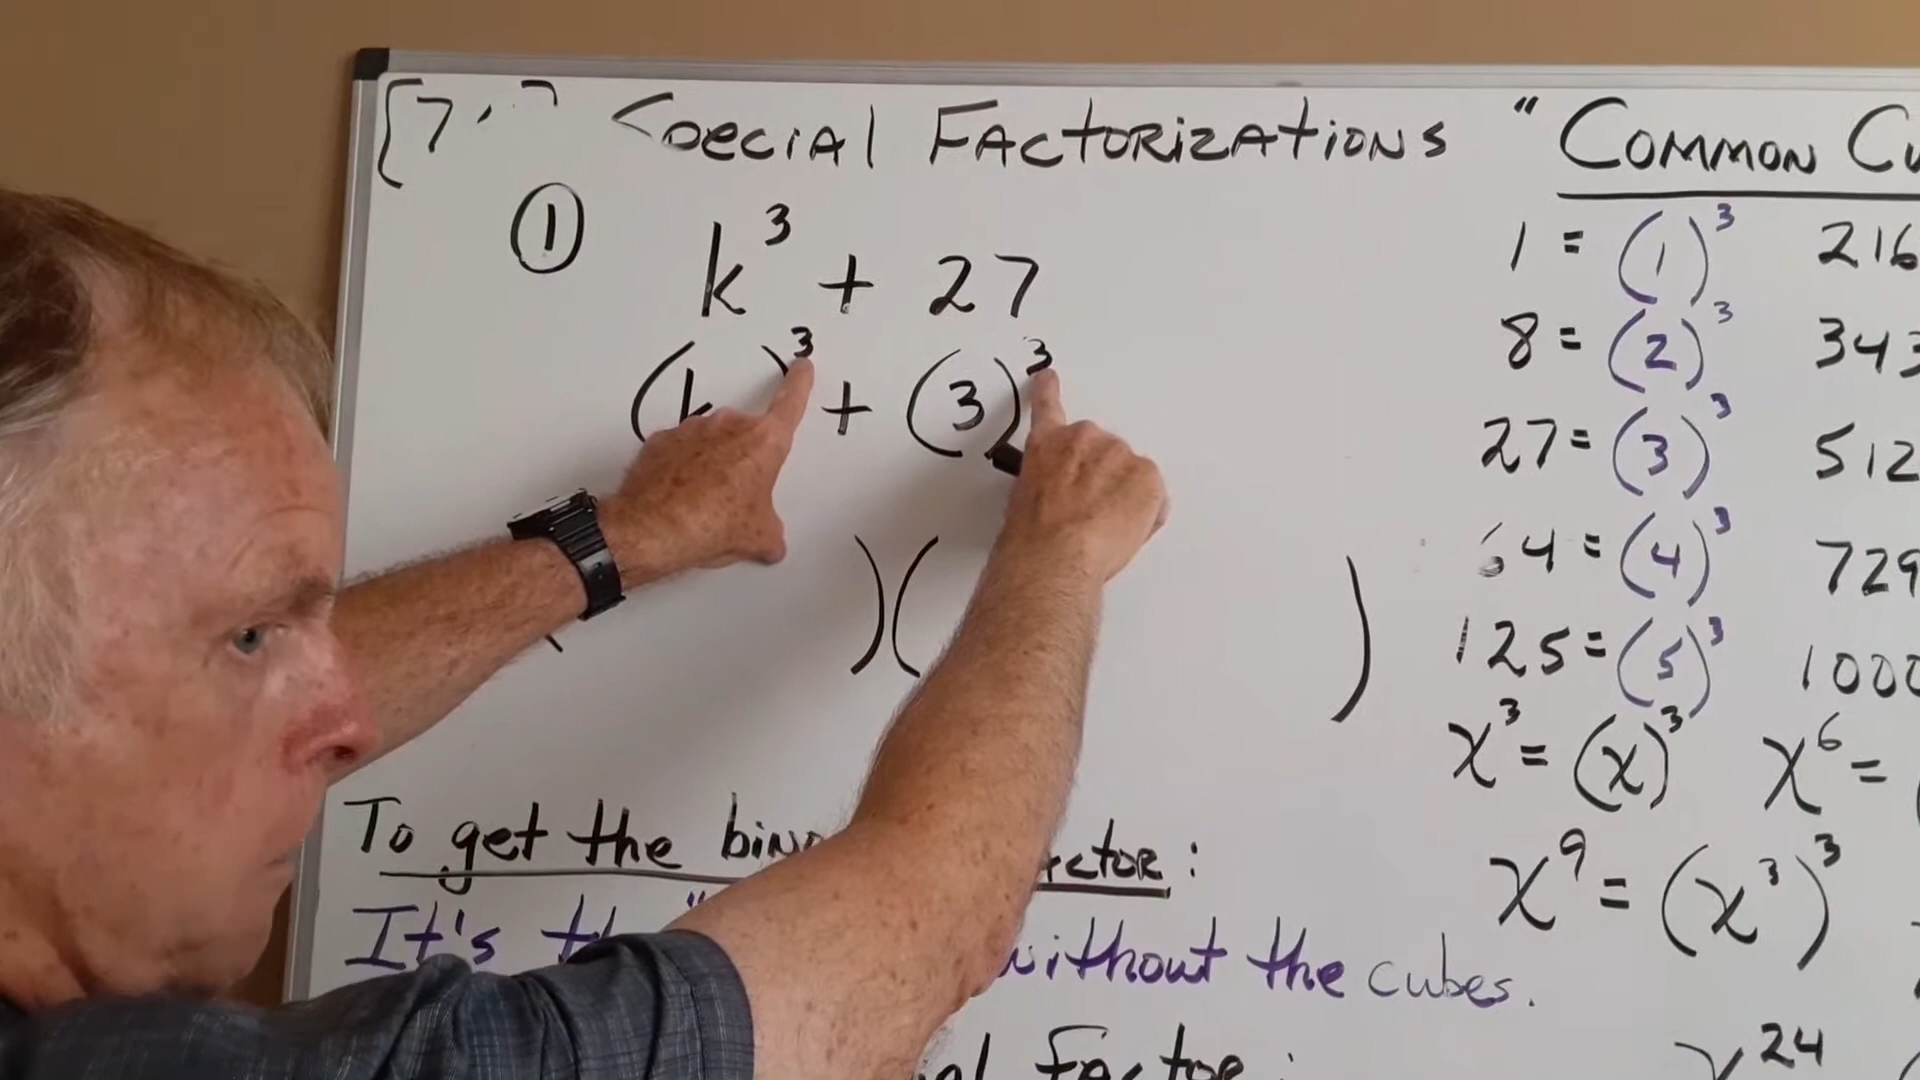 Special Factorizations
①
k³ + 27
(k)³ + (3)³
)( )
To get the binomial factor:
It's the without the cubes.
Factor:
"Common
1 = (1)³ 216
8 = (2)³ 343
27 = (3)³ 512
64 = (4)³ 729
125 = (5)³ 1000
x³ = (x)³ x⁶ =
x⁹ = (x³)³
x²⁴